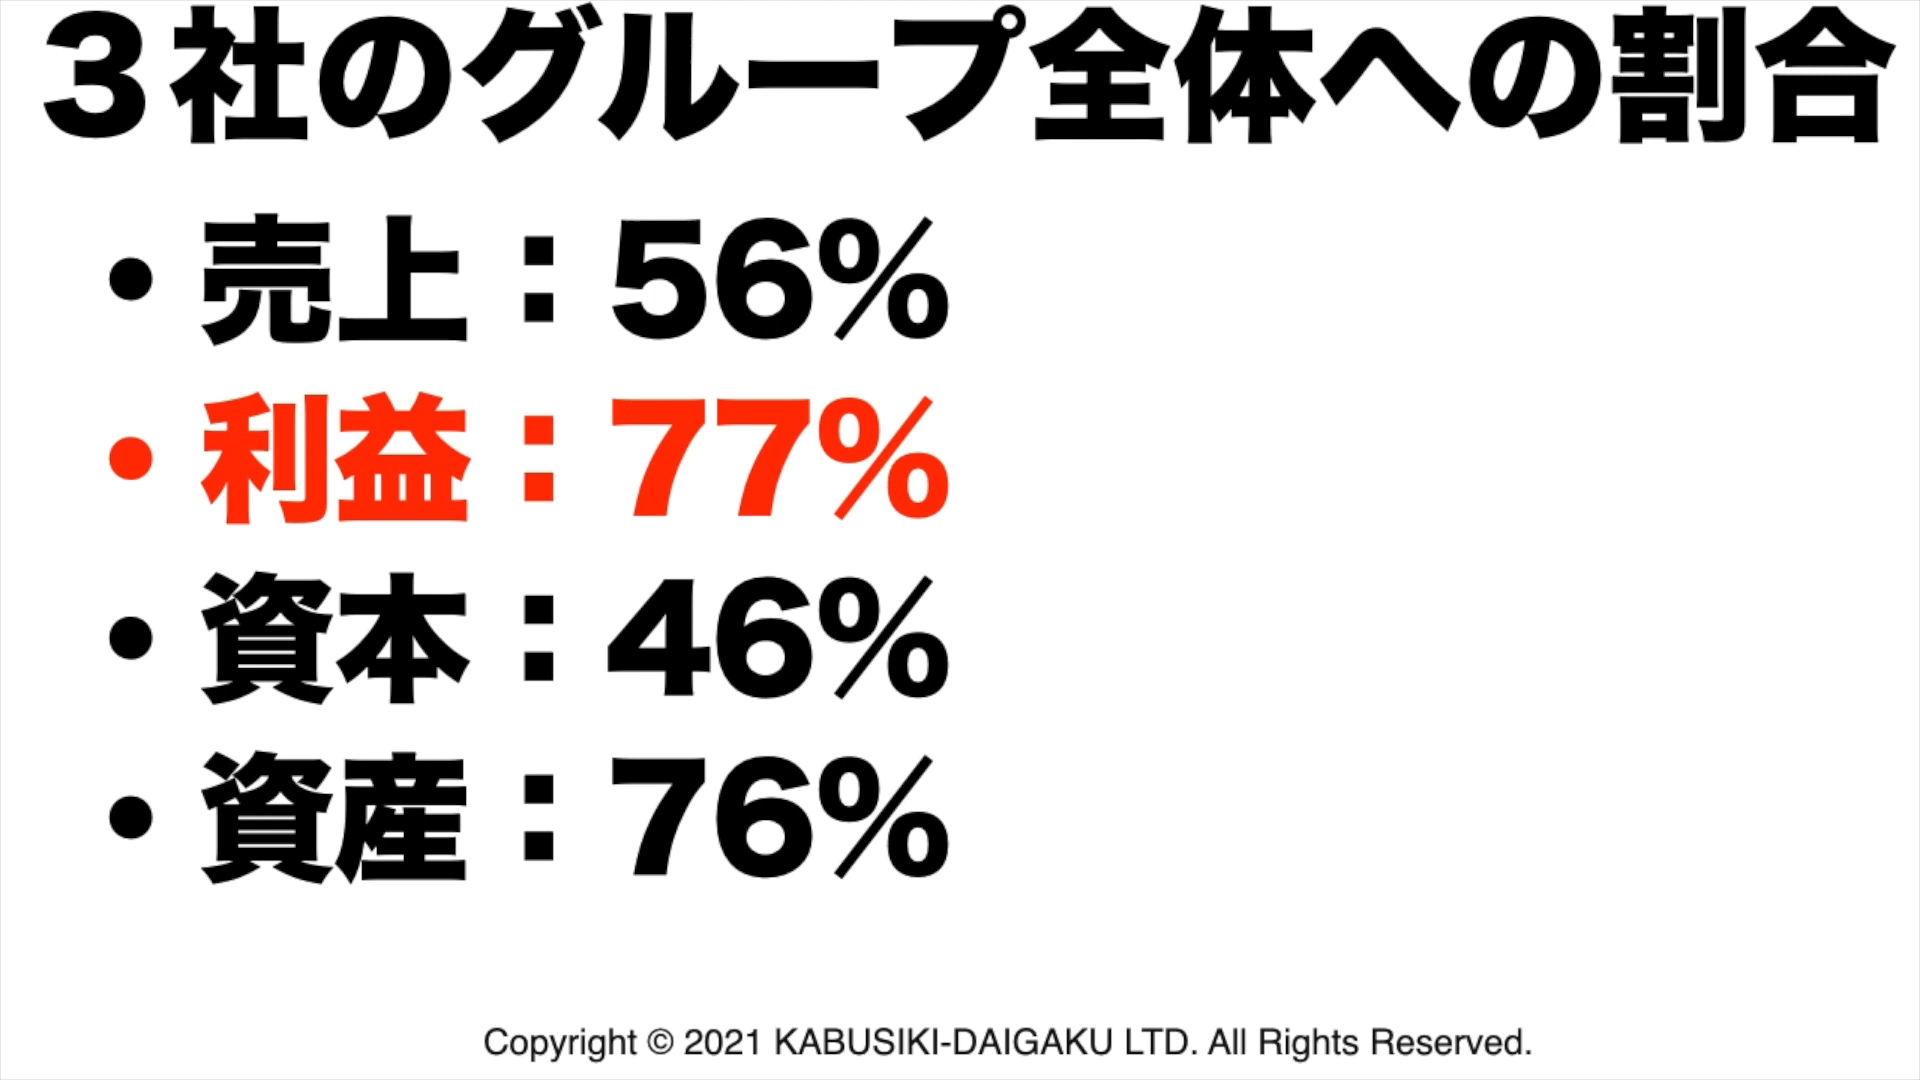 ３社のグループ全体への割合
• 売上：56%
• 利益：77%
• 資本：46%
• 資産：76%
Copyright © 2021 KABUSIKI-DAIGAKU LTD. All Rights Reserved.